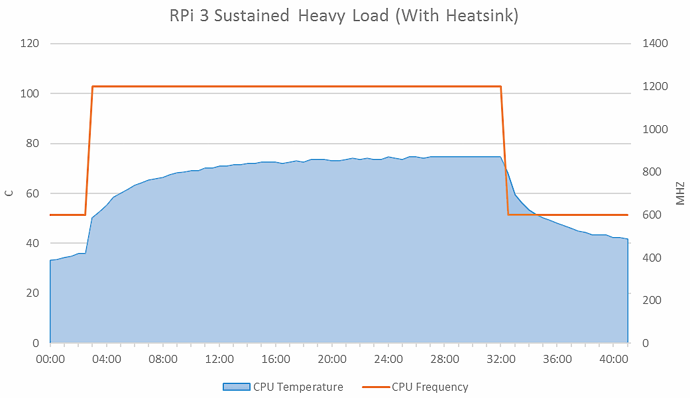 RPi 3 Sustained Heavy Load (With Heatsink)
120 1400
100 1200
1000
80
800
60
C
600
MHZ
40
400
20
200
0 0
00:00 04:00 08:00 12:00 16:00 20:00 24:00 28:00 32:00 36:00 40:00
CPU Temperature CPU Frequency